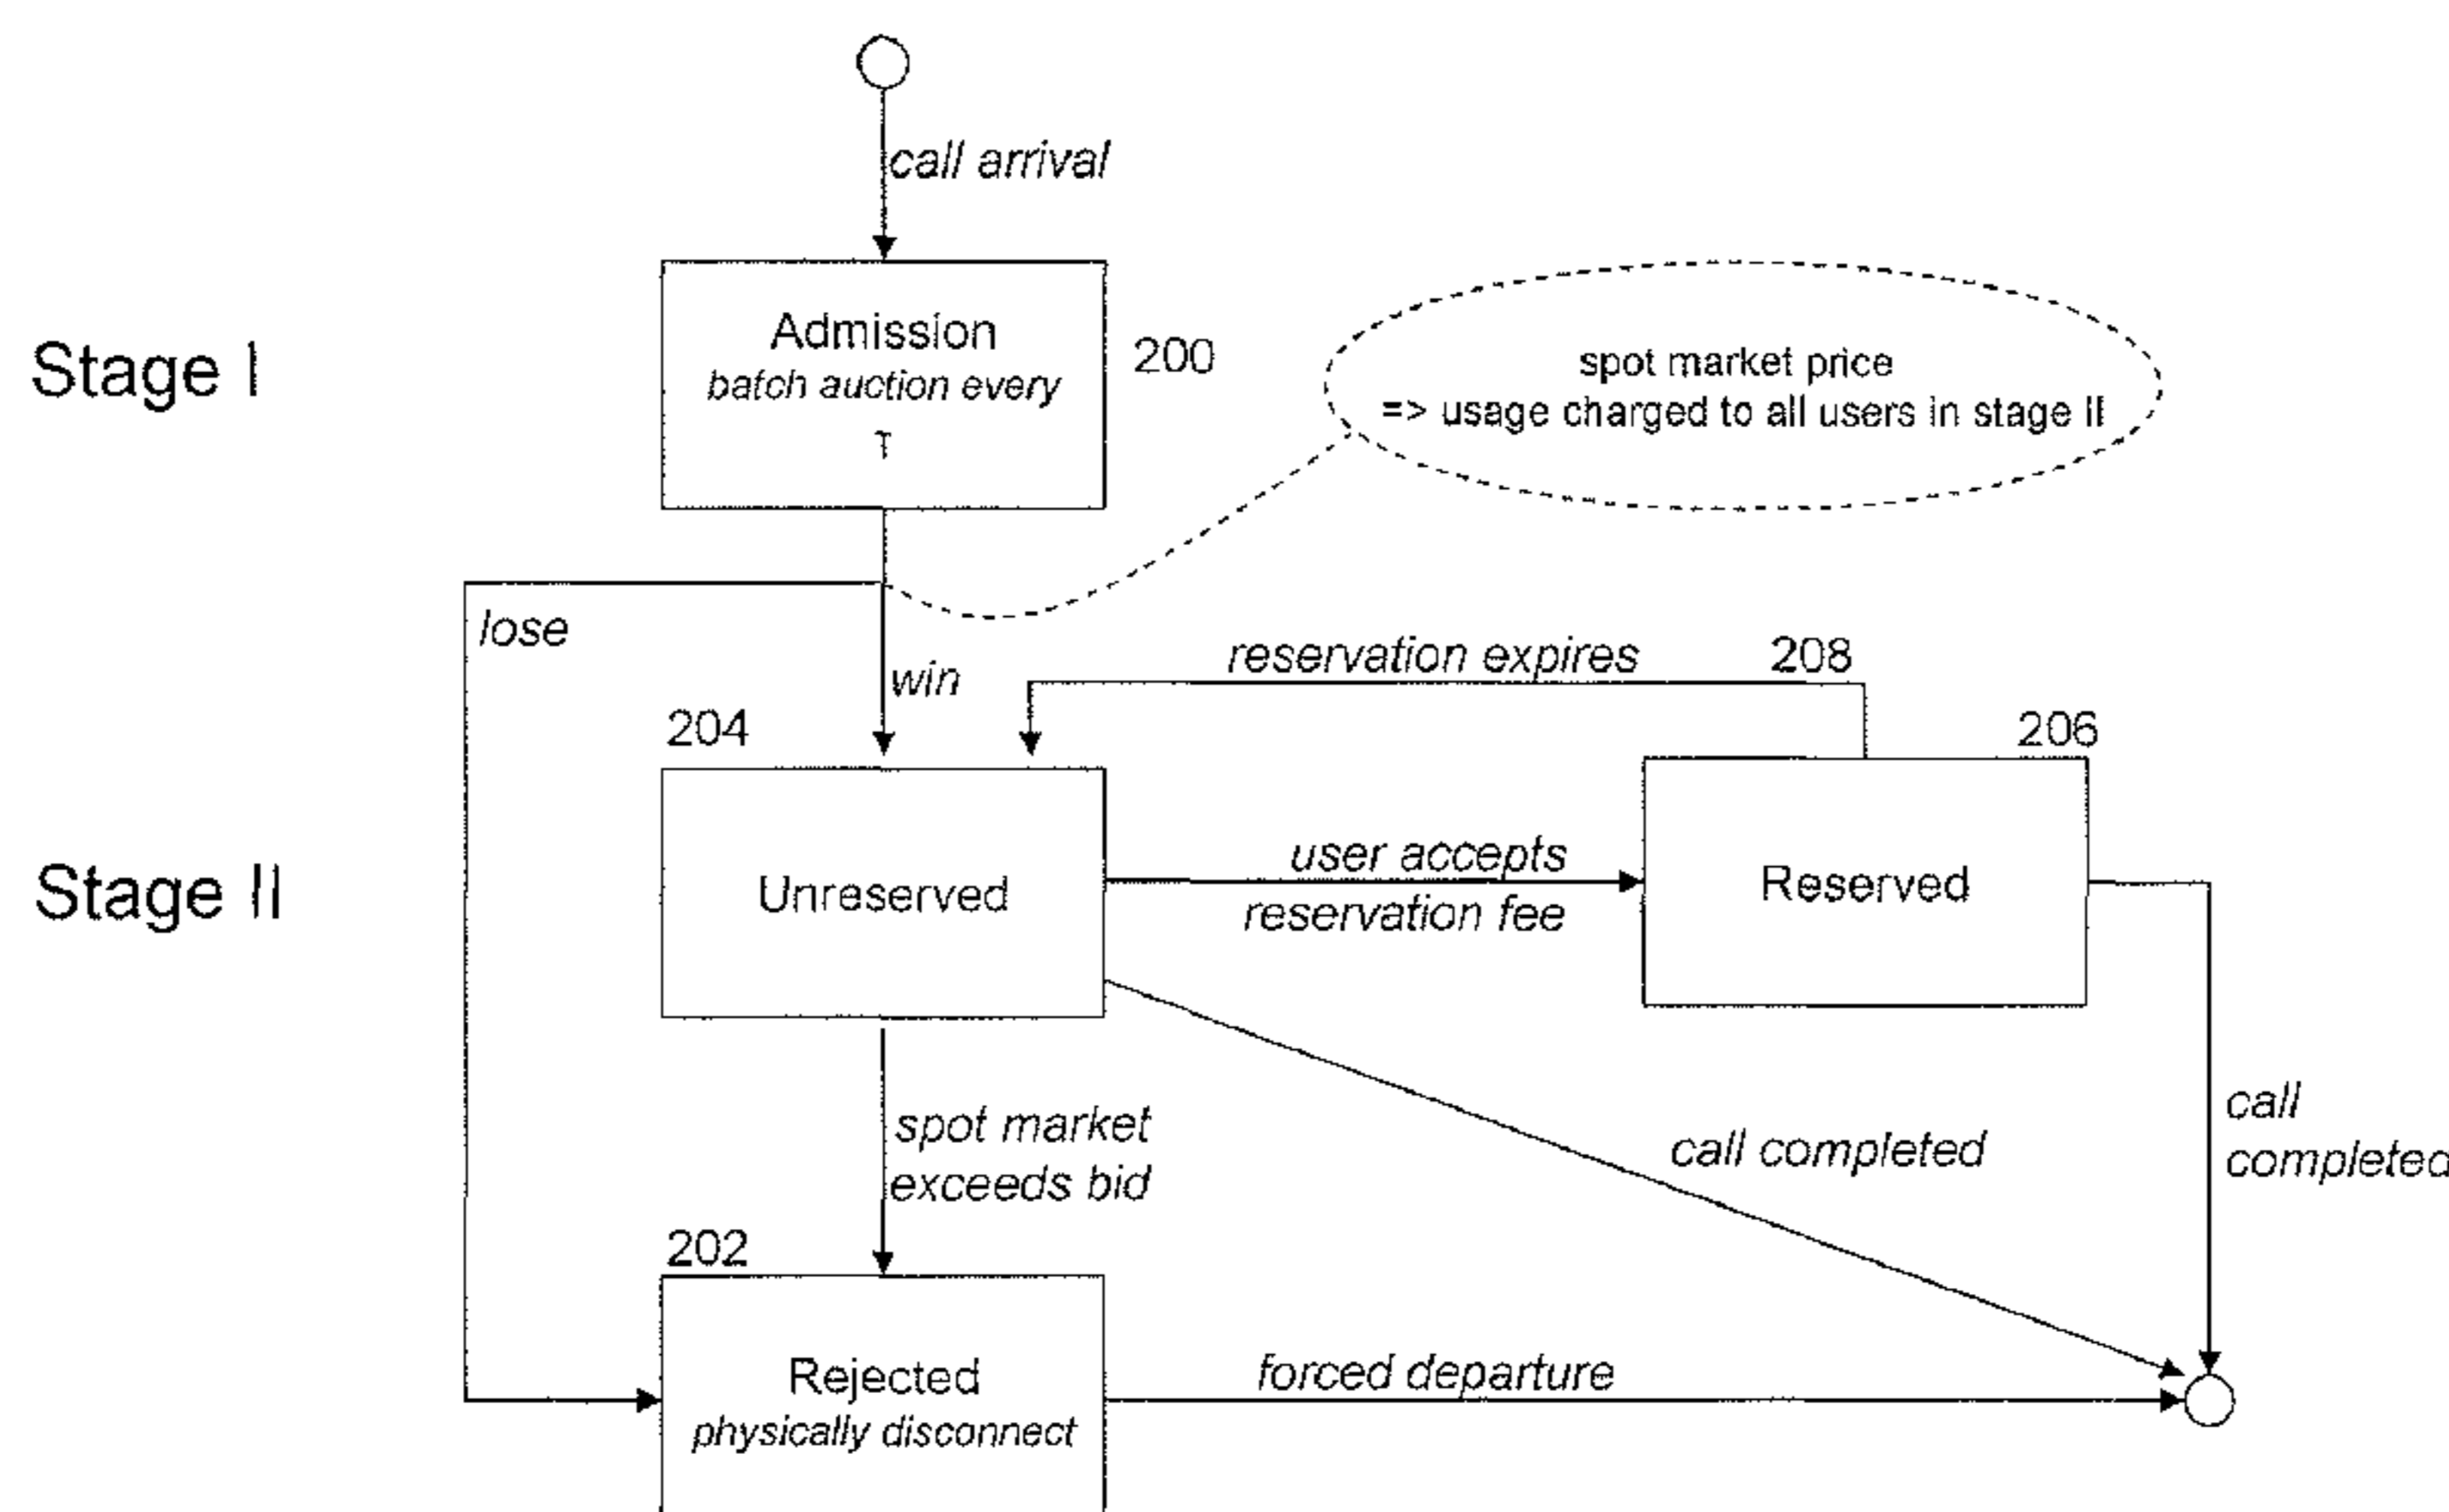 call arrival
Stage I
Admission
batch auction every
T
200
spot market price
=> usage charged to all users in stage II
lose
win
reservation expires
208
204
206
Stage II
Unreserved
user accepts
reservation fee
Reserved
spot market
exceeds bid
call completed
call
completed
202
Rejected
physically disconnect
forced departure